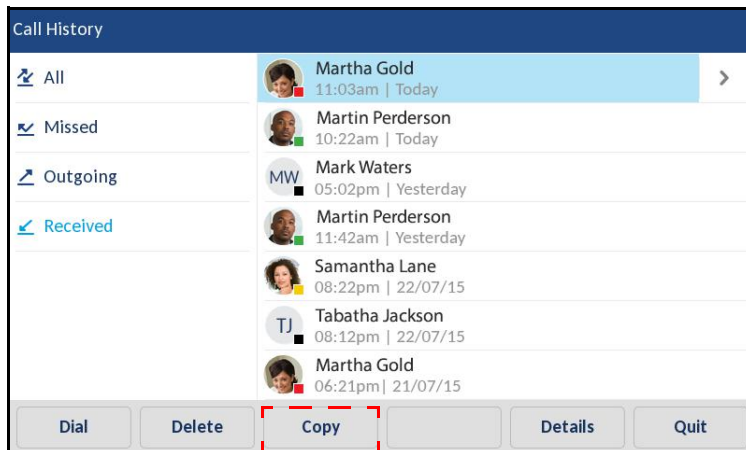 Call History
All
Missed
Outgoing
Received
Martha Gold
11:03am | Today
Martin Perderson
10:22am | Today
MW
Mark Waters
05:02pm | Yesterday
Martin Perderson
11:42am | Yesterday
Samantha Lane
08:22pm | 22/07/15
TJ
Tabatha Jackson
08:12pm | 22/07/15
Martha Gold
06:21pm| 21/07/15
Dial
Delete
Copy
Details
Quit